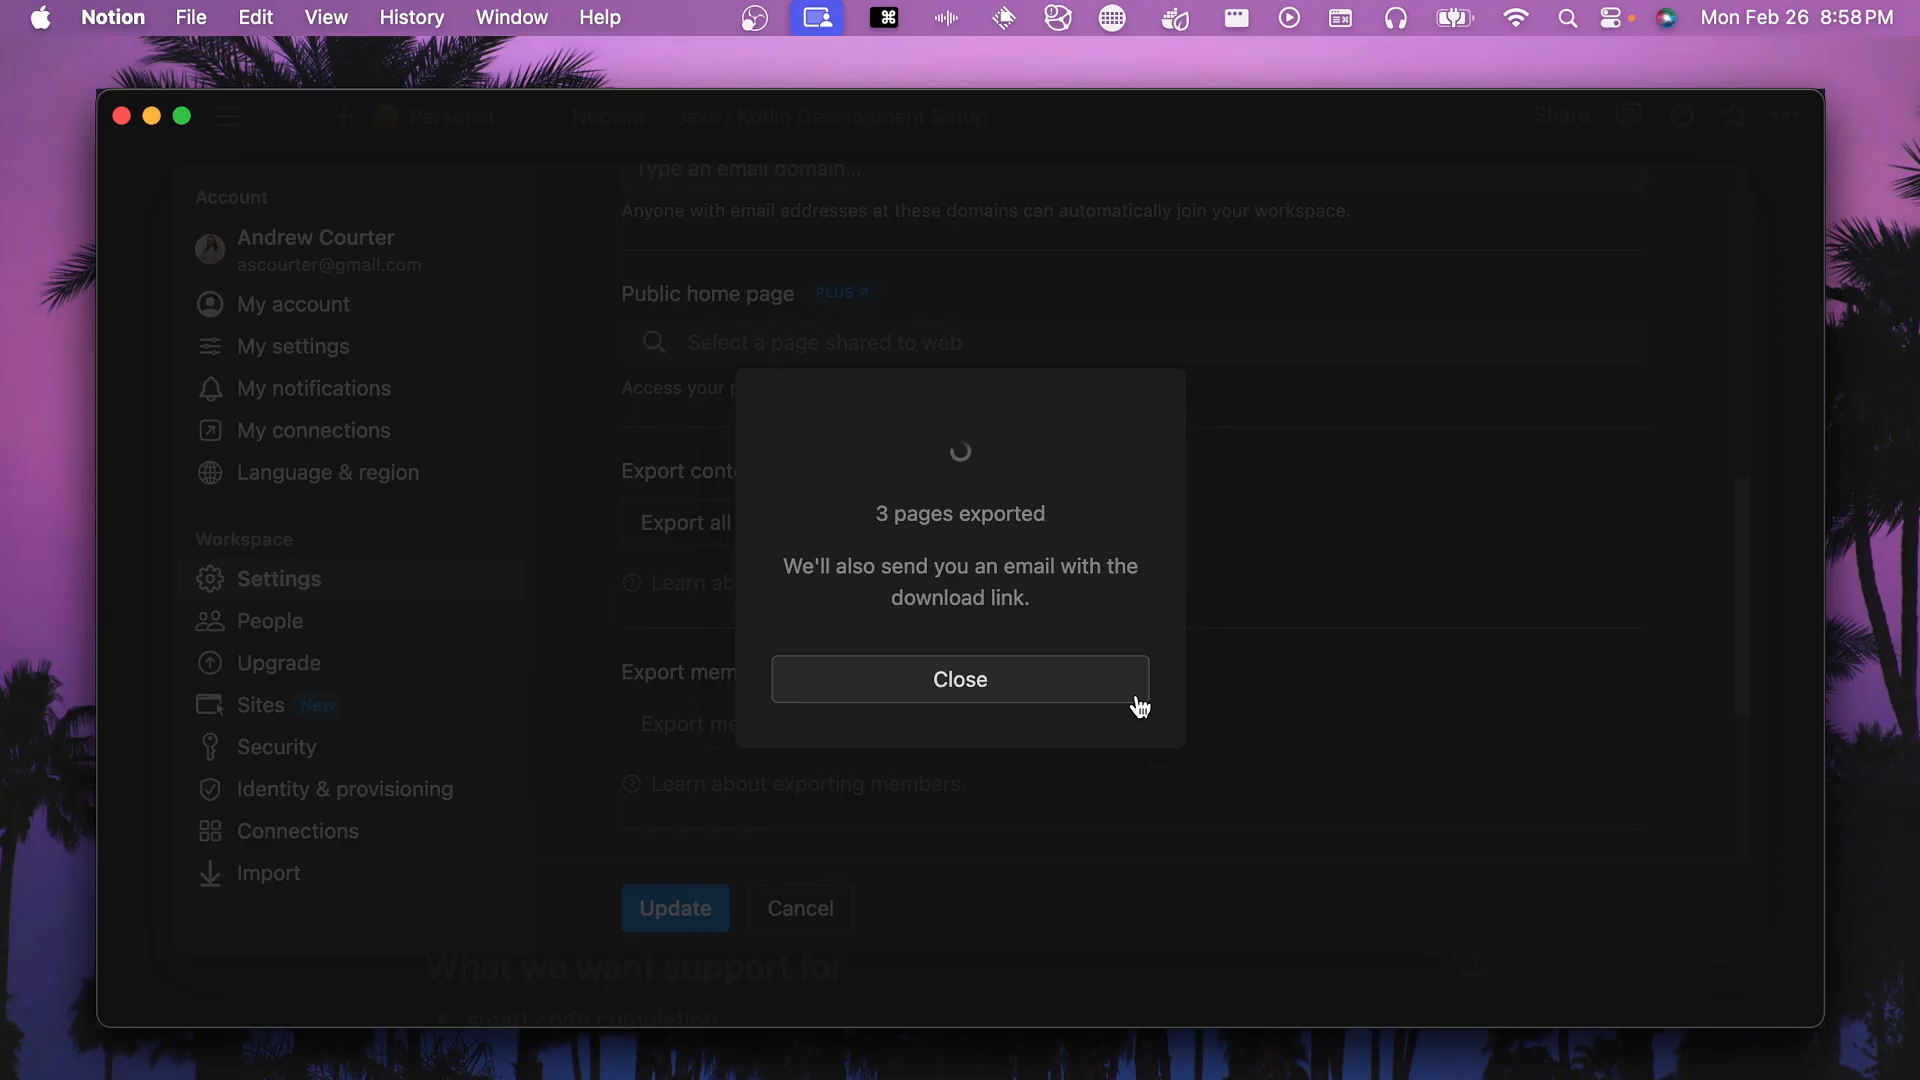 Notion File Edit View History Window Help Mon Feb 26 8:58 PM
Personal ... Neovim Java / Kotlin Development Setup Share
Account
Andrew Courter
ascourter@gmail.com
My account
My settings
My notifications
My connections
Language & region
Workspace
Settings
People
Upgrade
Sites New
Security
Identity & provisioning
Connections
Import
Type an email domain...
Anyone with email addresses at these domains can automatically join your workspace.
Public home page PLUS ↗
Select a page shared to web
Access your
Export
Export all
Learn
Export
Export
Learn about exporting members.
Update Cancel
3 pages exported
We'll also send you an email with the
download link.
Close
What we want support for
smart code completion